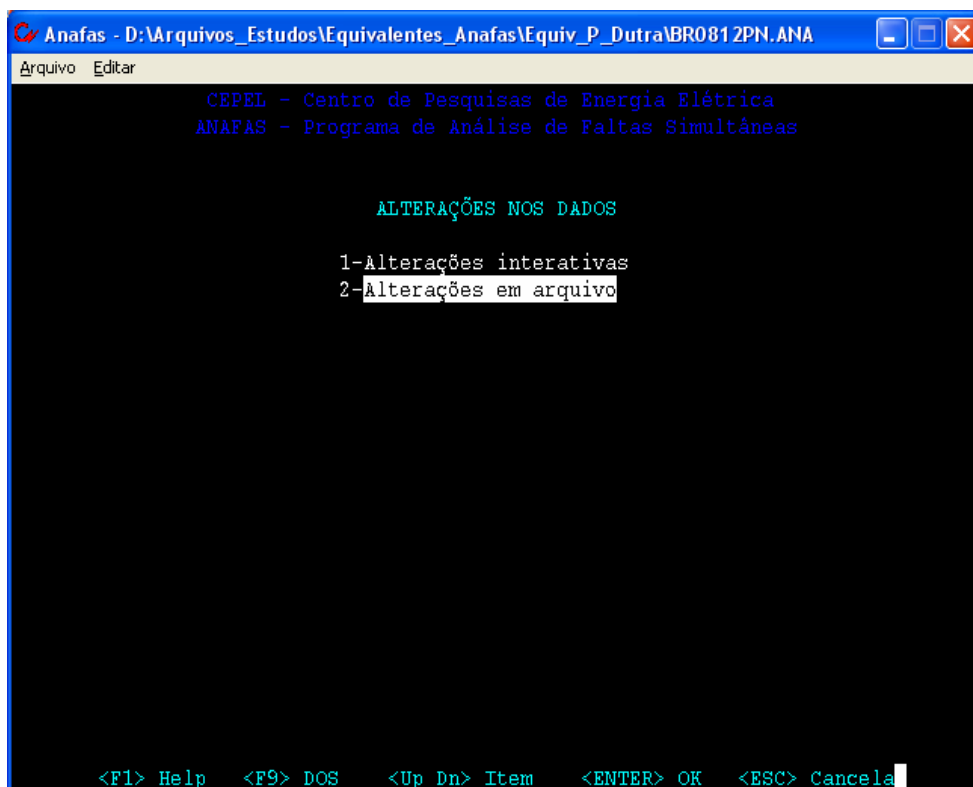 Anafas - D:\Arquivos_Estudos\Equivalentes_Anafas\Equiv_P_Dutra\BR0812PN.ANA
Arquivo Editar
CEPEL - Centro de Pesquisas de Energia Elétrica
ANAFAS - Programa de Análise de Faltas Simultâneas
ALTERAÇÕES NOS DADOS
1-Alterações interativas
2-Alterações em arquivo
<F1> Help <F9> DOS <Up Dn> Item <ENTER> OK <ESC> Cancela